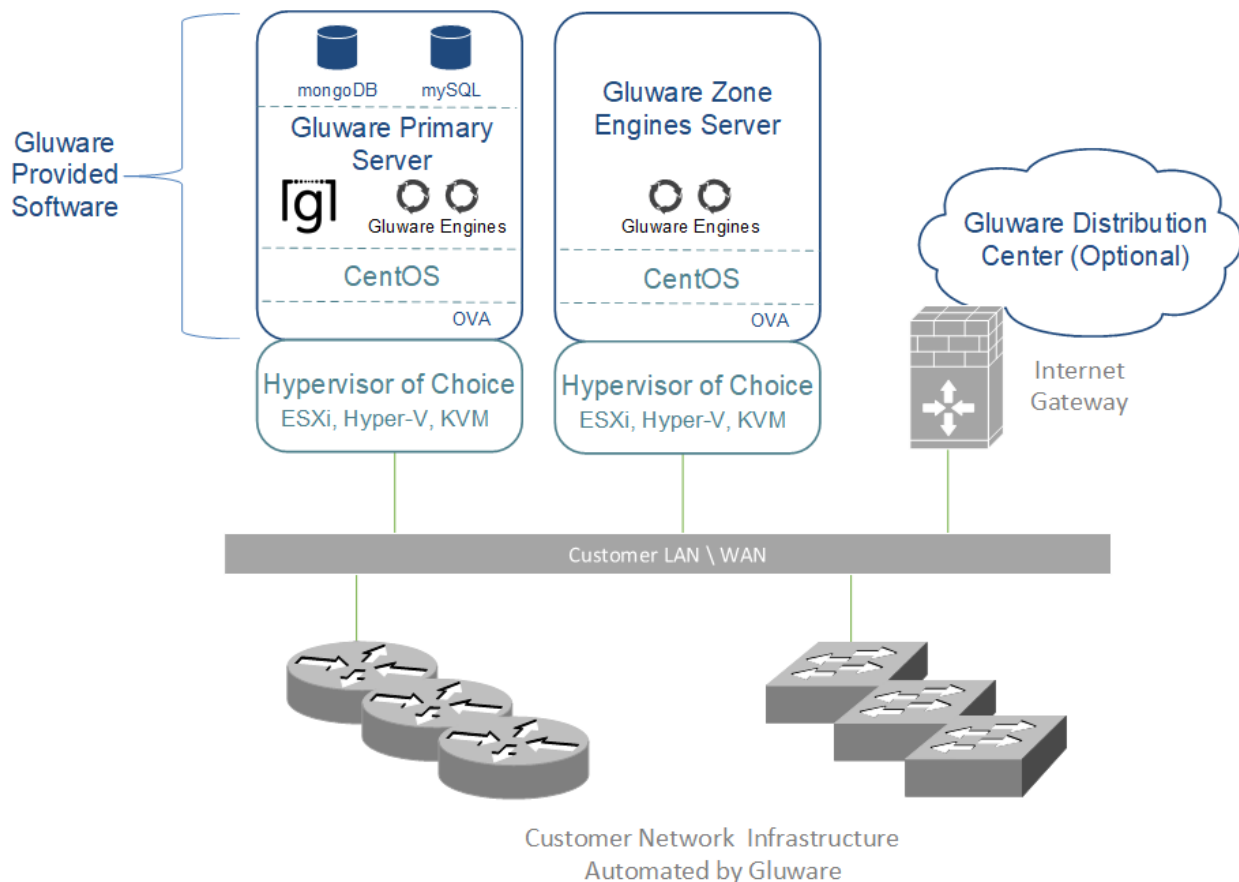 mongoDB
mySQL
Gluware Primary
Server
[g]
Gluware Engines
CentOS
OVA
Hypervisor of Choice
ESXi, Hyper-V, KVM
Gluware Zone
Engines Server
Gluware Engines
CentOS
OVA
Hypervisor of Choice
ESXi, Hyper-V, KVM
Gluware
Provided
Software
Gluware Distribution
Center (Optional)
Internet
Gateway
Customer LAN \ WAN
Customer Network Infrastructure
Automated by Gluware